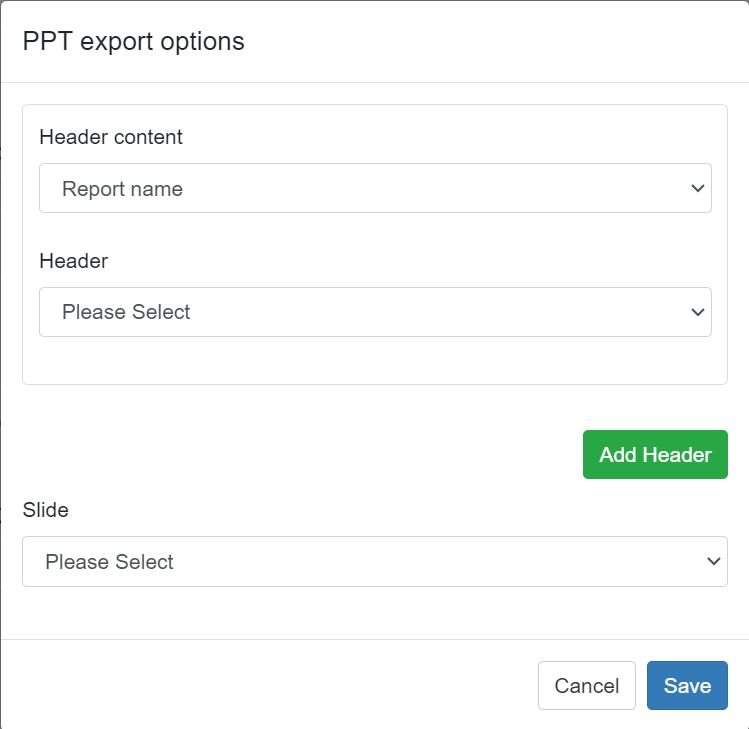 PPT export options
Header content
Report name
Header
Please Select
Add Header
Slide
Please Select
Cancel Save